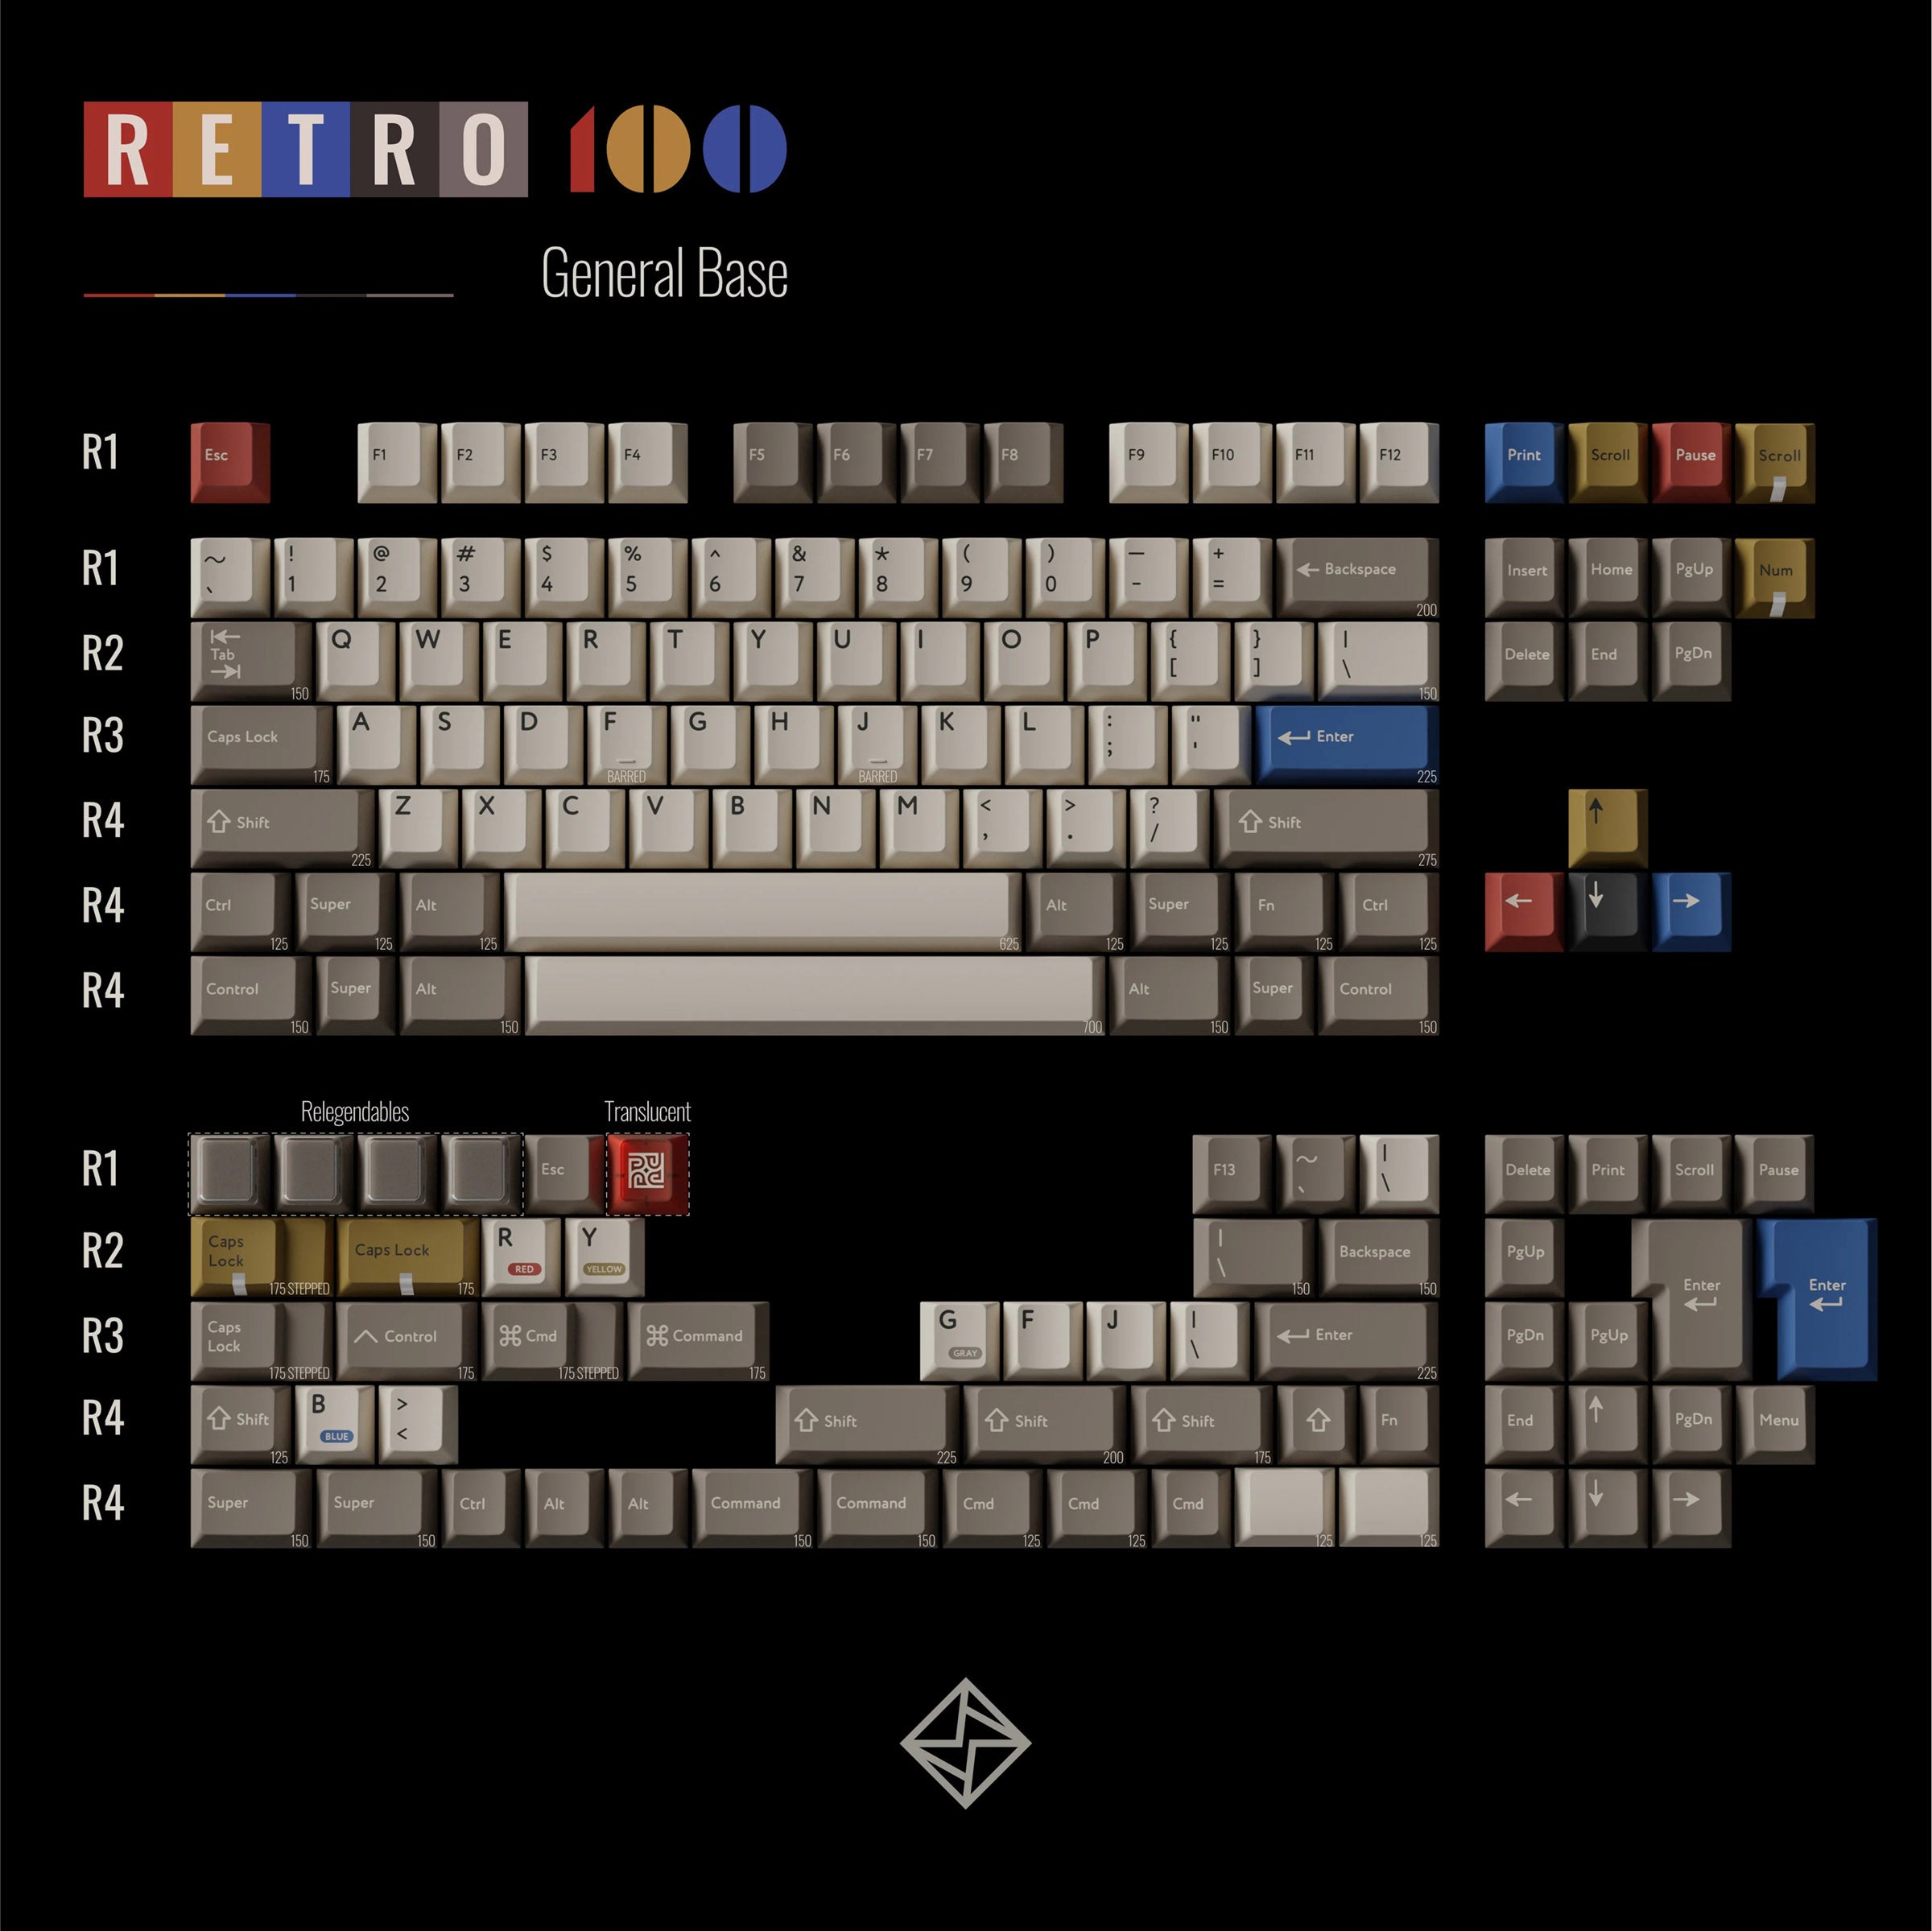 RETRO 100
General Base
R1 Esc F1 F2 F3 F4 F5 F6 F7 F8 F9 F10 F11 F12 Print Scroll Pause Scroll
R1 ~ ` ! 1 @ 2 # 3 $ 4 % 5 ^ 6 & 7 * 8 ( 9 ) 0 — - + = ← Backspace 200 Insert Home PgUp Num
R2 Tab 150 Q W E R T Y U I O P { [ } ] | \ 150 Delete End PgDn
R3 Caps Lock 175 A S D F BARRED G H J BARRED K L : ; " ' Enter 225
R4 Shift 225 Z X C V B N M < , > . ? / Shift 275 ↑
R4 Ctrl 125 Super 125 Alt 125 625 Alt 125 Super 125 Fn 125 Ctrl 125 ← ↓ →
R4 Control 150 Super Alt 150 700 Alt 150 Super Control 150
Relegendables Translucent
R1 Esc F13 ~ ` | \ Delete Print Scroll Pause
R2 Caps Lock 175 STEPPED Caps Lock 175 R RED Y YELLOW | \ 150 Backspace 150 PgUp Enter Enter
R3 Caps Lock 175 STEPPED Control 175 ⌘ Cmd 175 STEPPED ⌘ Command 175 G GRAY F J | \ Enter 225 PgDn PgUp
R4 Shift 125 B BLUE > < Shift 225 Shift 200 Shift 175 Fn End ↑ PgDn Menu
R4 Super 150 Super 150 Ctrl Alt Alt Command 150 Command 150 Cmd 125 Cmd 125 Cmd 125 125 ← ↓ →